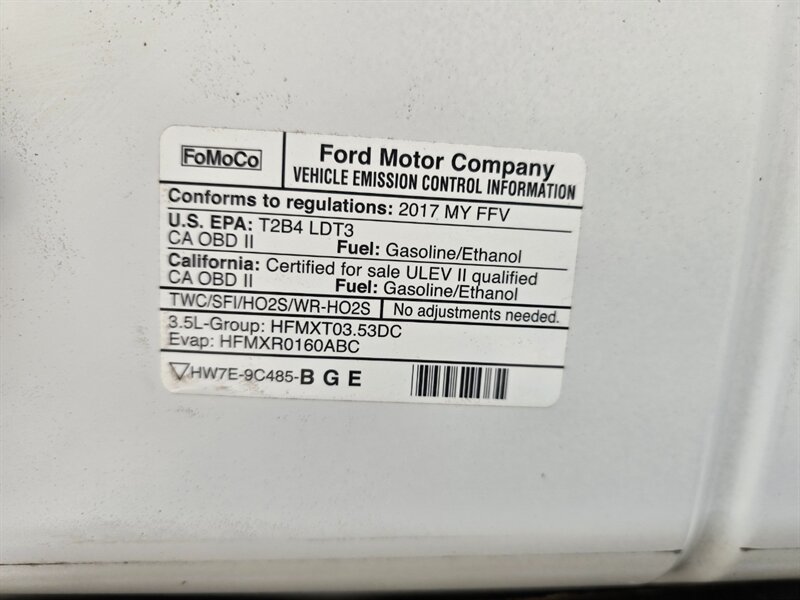 FoMoCo
Ford Motor Company
VEHICLE EMISSION CONTROL INFORMATION
Conforms to regulations: 2017 MY FFV
U.S. EPA: T2B4 LDT3
CA OBD II Fuel: Gasoline/Ethanol
California: Certified for sale ULEV II qualified
CA OBD II Fuel: Gasoline/Ethanol
TWC/SFI/HO2S/WR-HO2S No adjustments needed.
3.5L-Group: HFMXT03.53DC
Evap: HFMXR0160ABC
HW7E-9C485-B G E